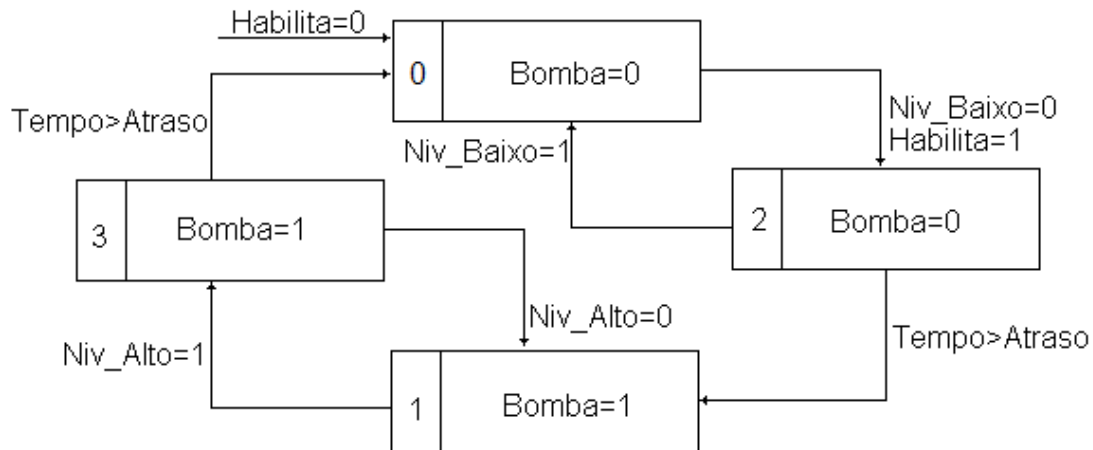 Habilita=0
0
Bomba=0
Tempo>Atraso
Niv_Baixo=0
Habilita=1
Niv_Baixo=1
3
Bomba=1
2
Bomba=0
Niv_Alto=0
Niv_Alto=1
Tempo>Atraso
1
Bomba=1